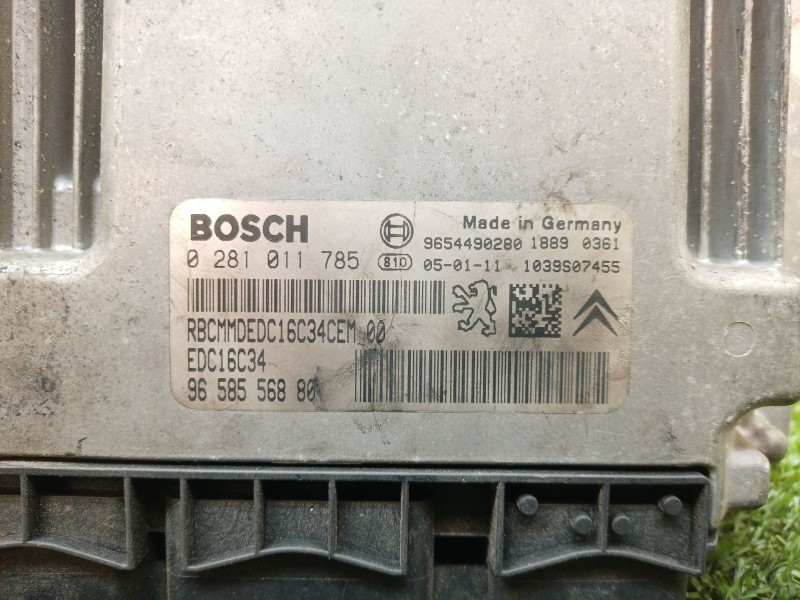 BOSCH
Made in Germany
9654490280 1889 0361
0 281 011 785 810 05-01-11 1039S07455
RBCMMDEDC16C34CEM 00
EDC16C34
96 585 568 80